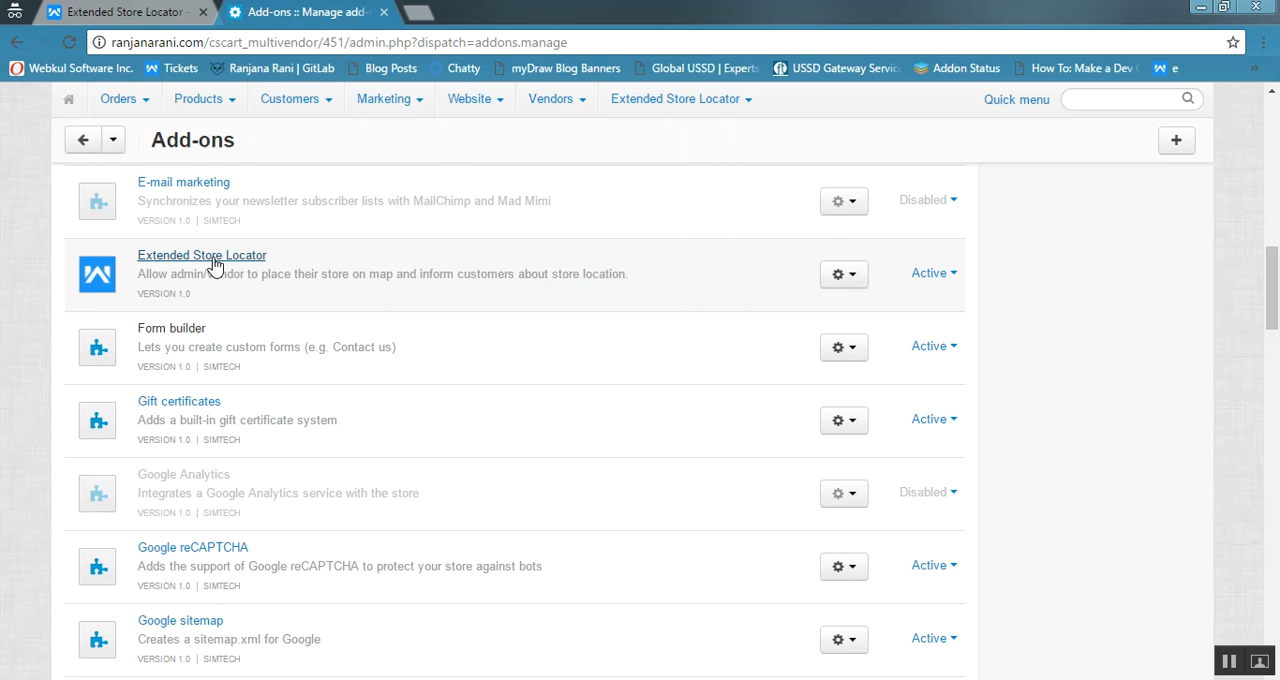 Extended Store Locator -
Add-ons :: Manage add-
ranjanarani.com/cscart_multivendor/451/admin.php?dispatch=addons.manage
Webkul Software Inc. Tickets Ranjana Rani | GitLab Blog Posts Chatty myDraw Blog Banners Global USSD | Experts USSD Gateway Servic Addon Status How To: Make a Dev e »
Orders Products Customers Marketing Website Vendors Extended Store Locator Quick menu
Add-ons
E-mail marketing
Synchronizes your newsletter subscriber lists with MailChimp and Mad Mimi
VERSION 1.0 | SIMTECH
Disabled
Extended Store Locator
Allow admin/ dor to place their store on map and inform customers about store location.
VERSION 1.0
Active
Form builder
Lets you create custom forms (e.g. Contact us)
VERSION 1.0 | SIMTECH
Active
Gift certificates
Adds a built-in gift certificate system
VERSION 1.0 | SIMTECH
Active
Google Analytics
Integrates a Google Analytics service with the store
VERSION 1.0 | SIMTECH
Disabled
Google reCAPTCHA
Adds the support of Google reCAPTCHA to protect your store against bots
VERSION 1.0 | SIMTECH
Active
Google sitemap
Creates a sitemap.xml for Google
VERSION 1.0 | SIMTECH
Active